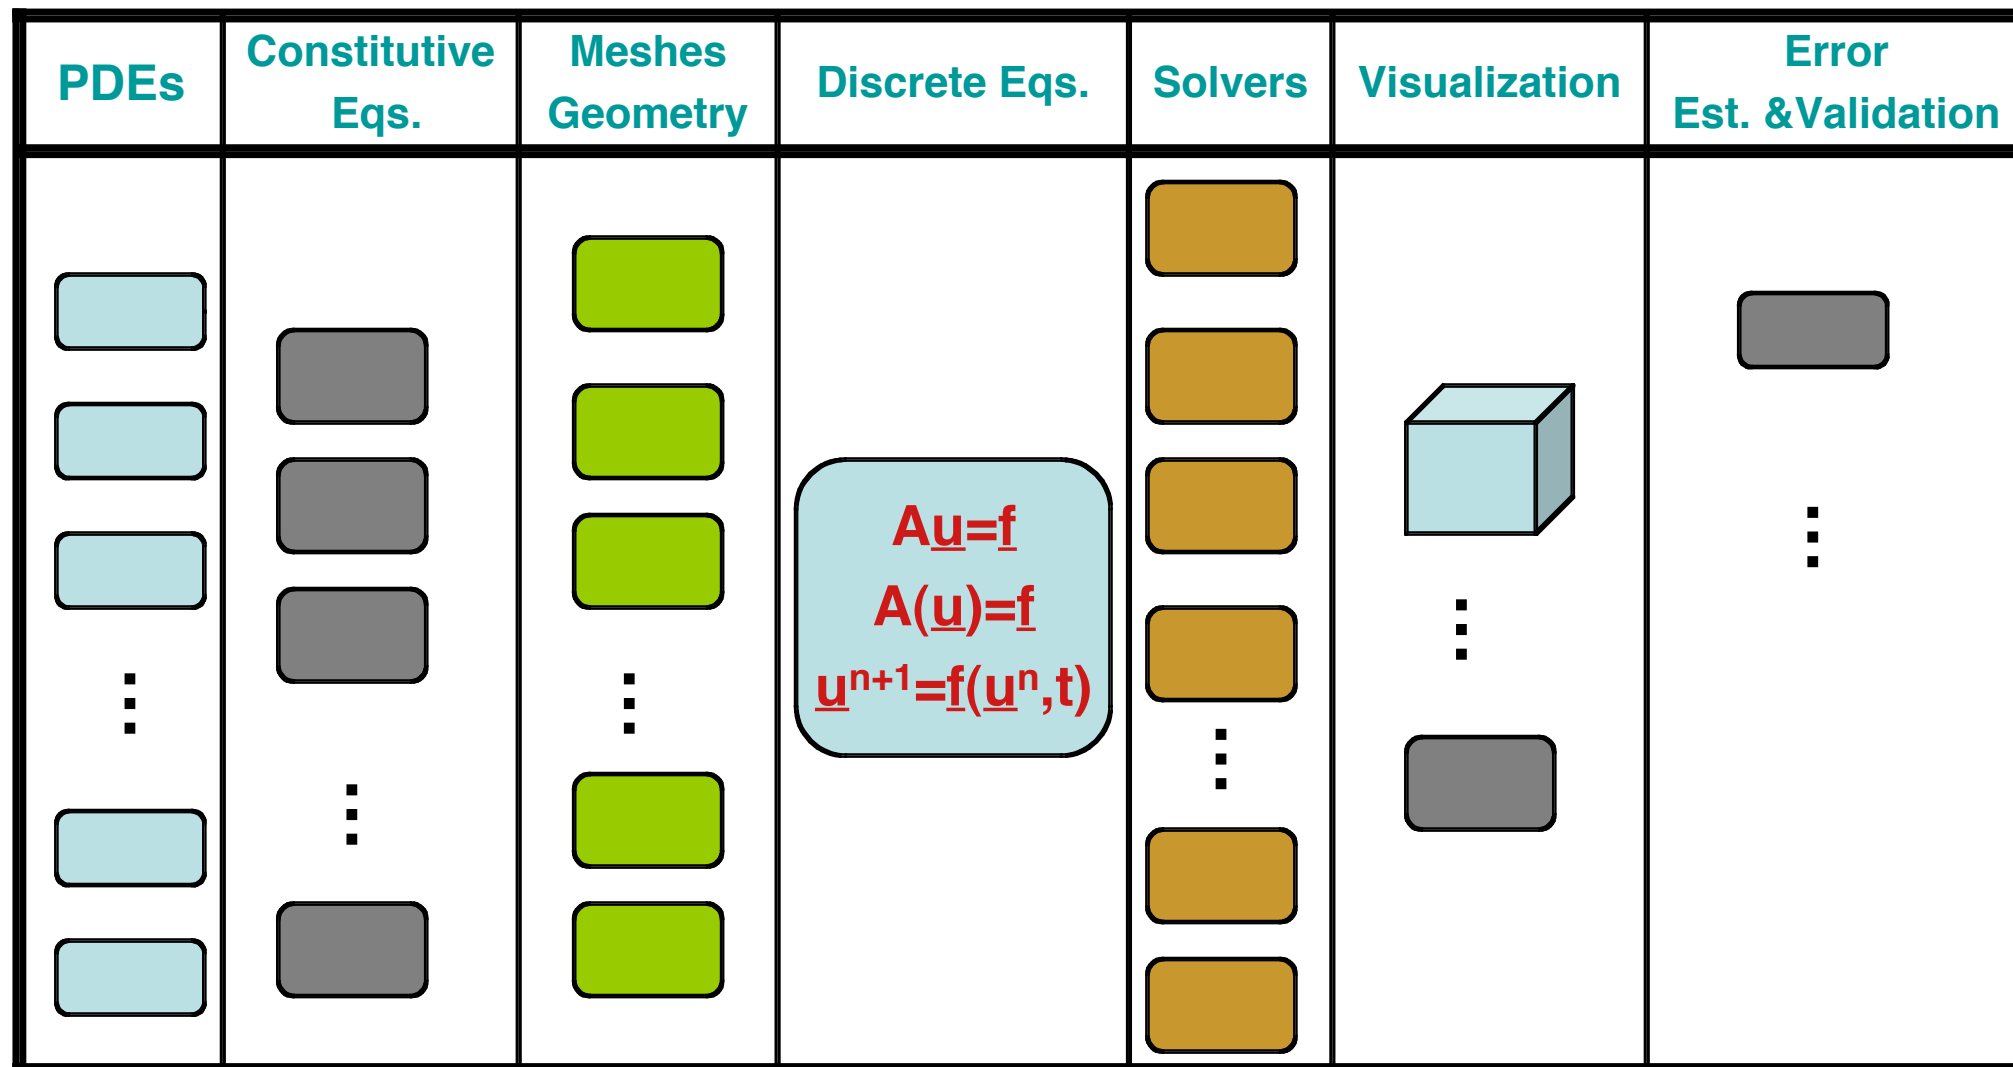 PDEs
Constitutive
Eqs.
Meshes
Geometry
Discrete Eqs.
Solvers
Visualization
Error
Est. &Validation
Au=f
A(u)=f
uⁿ⁺¹=f(uⁿ,t)